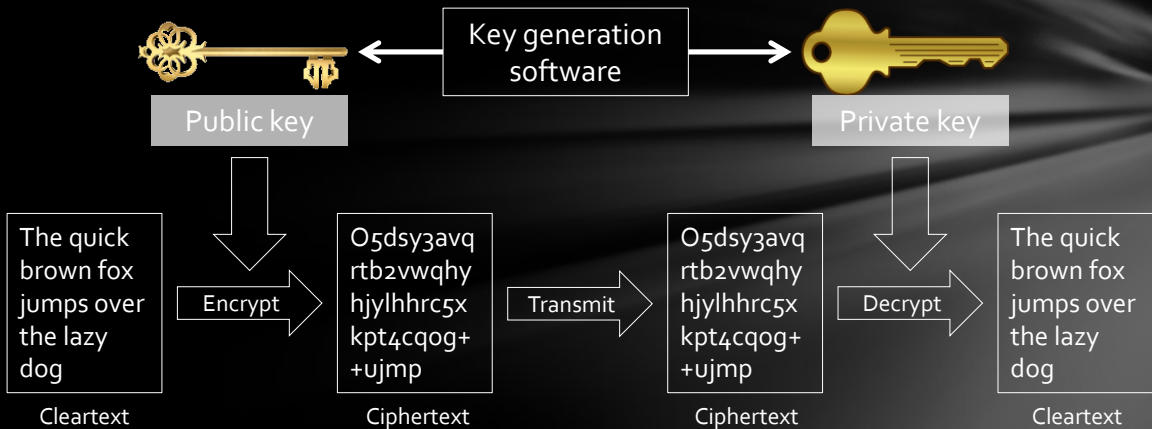 Key generation
software
Public key
Private key
The quick
brown fox
jumps over
the lazy
dog
Encrypt
O5dsy3avq
rtb2vwqhy
hjylhhrc5x
kpt4cqog+
+ujmp
Transmit
O5dsy3avq
rtb2vwqhy
hjylhhrc5x
kpt4cqog+
+ujmp
Decrypt
The quick
brown fox
jumps over
the lazy
dog
Cleartext
Ciphertext
Ciphertext
Cleartext